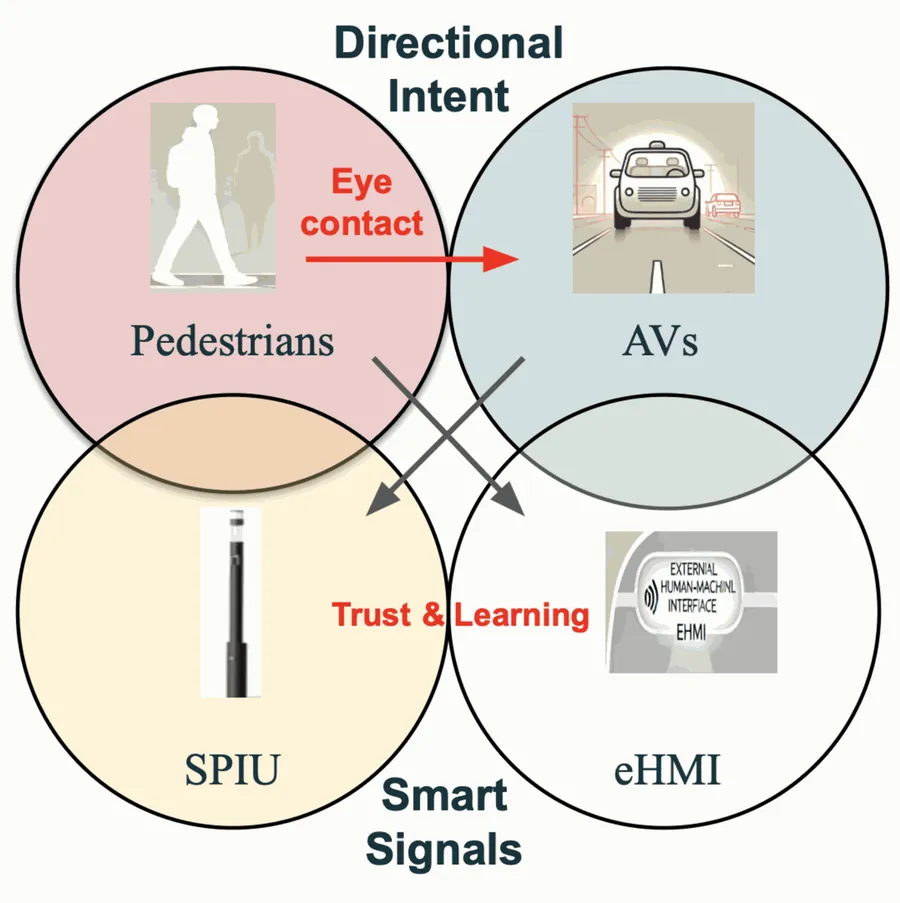 Directional
Intent
Eye
contact
Pedestrians
AVs
EXTERNAL
HUMAN-MACHINL
INTERFACE
EHMI
Trust & Learning
SPIU
eHMI
Smart
Signals